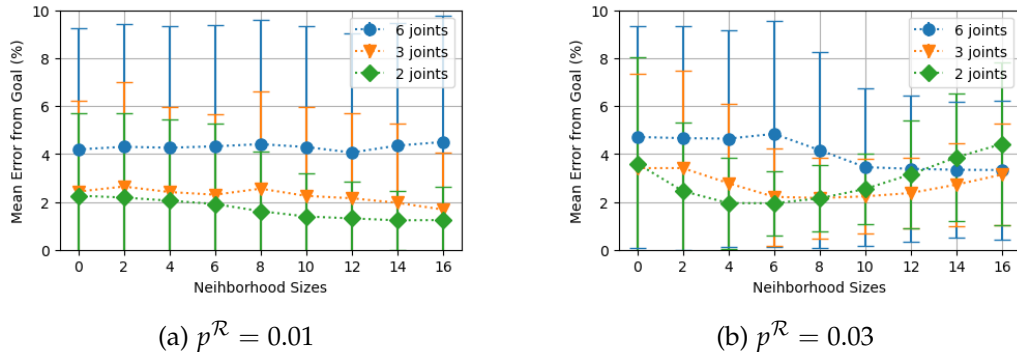 10
8
6
4
2
0
Mean Error from Goal (%)
6 joints
3 joints
2 joints
0 2 4 6 8 10 12 14 16
Neihborhood Sizes
(a) p^ℛ = 0.01
10
8
6
4
2
0
Mean Error from Goal (%)
6 joints
3 joints
2 joints
0 2 4 6 8 10 12 14 16
Neihborhood Sizes
(b) p^ℛ = 0.03